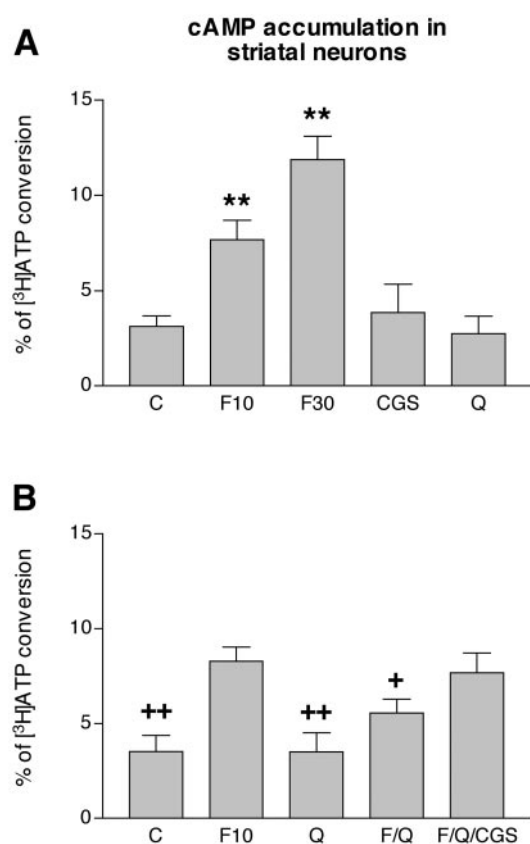 A
cAMP accumulation in
striatal neurons
% of [³H]ATP conversion
15
10
5
0
**
**
C F10 F30 CGS Q
B
% of [³H]ATP conversion
15
10
5
0
++
++
+
C F10 Q F/Q F/Q/CGS